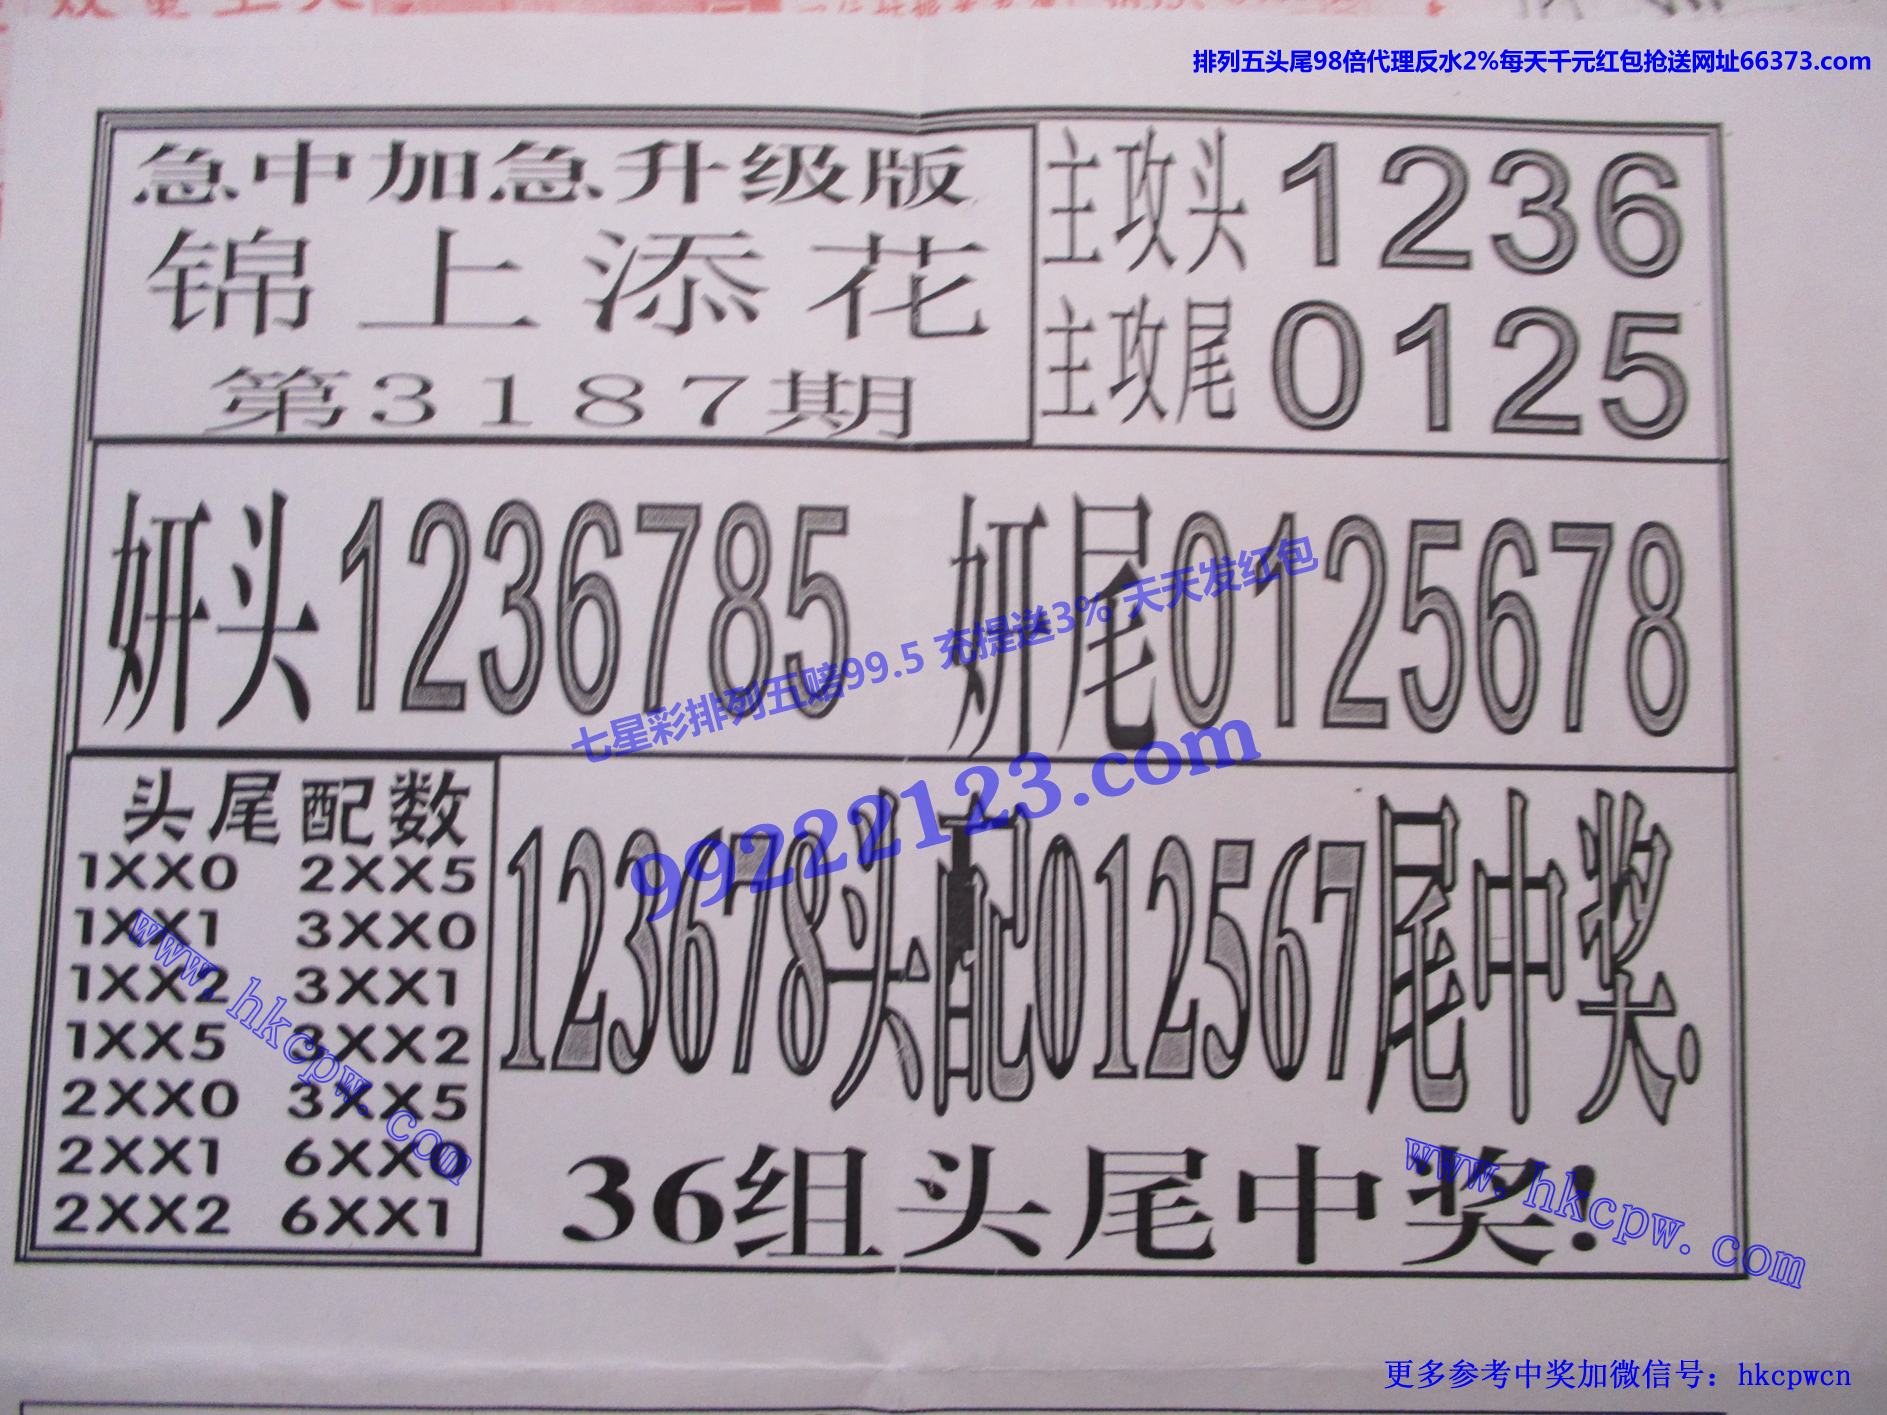 排列五头尾98倍代理反水2%每天千元红包抢送网址66373.com
急中加急升级版
锦上添花
第3187期
主攻头1236
主攻尾0125
妍头1236785 妍尾0125678
七星彩排列五赔99.5 充提送3% 天天发红包
99222123.com
头尾配数
1XX0 2XX5
1XX1 3XX0
1XX2 3XX1
1XX5 3XX2
2XX0 3XX5
2XX1 6XX0
2XX2 6XX1
123678头配012567尾中奖.
36组头尾中奖!
www.hkcpw.com
www.hkcpw.com
更多参考中奖加微信号：hkcpwcn